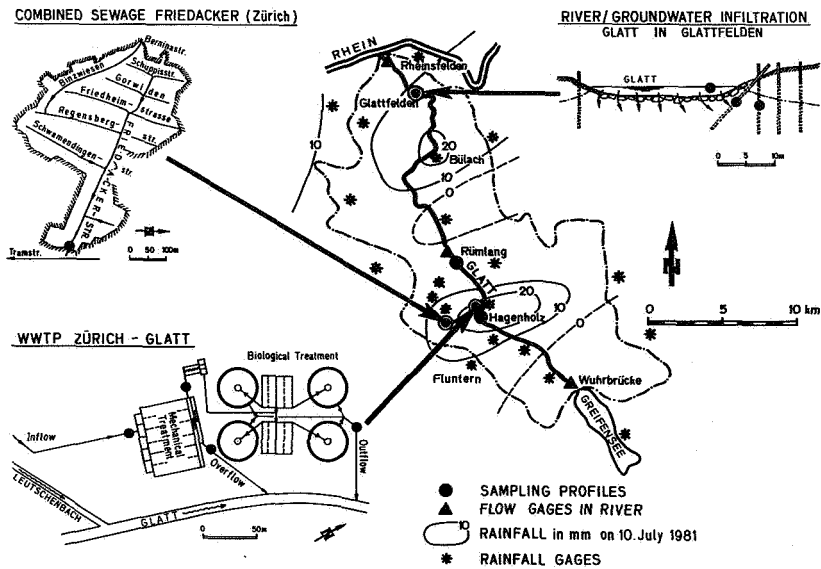 COMBINED SEWAGE FRIEDACKER (Zürich)
Berninastr.
Binzwiesen
Schuppisstr.
Gorwiden
Friedheim-
strasse
Regensberg-
str.
Schwamendingen-
str.
FRIEDACKER-
STR.
N
0 50 100m
Tramstr.
RIVER/GROUNDWATER INFILTRATION
GLATT IN GLATTFELDEN
GLATT
0 5 10m
RHEIN
Rheinsfelden
Glattfelden
10
20
Bülach
10
0
Rümlang
GLATT
20
10
0
Hagenholz
Fluntern
Wuhrbrücke
GREIFENSEE
N
0 5 10 km
WWTP ZÜRICH - GLATT
Biological Treatment
Mechanical
Treatment
Inflow
Overflow
Outflow
LEUTSCHENBACH
GLATT
0 50m
N
SAMPLING PROFILES
FLOW GAGES IN RIVER
10
RAINFALL in mm on 10. July 1981
RAINFALL GAGES